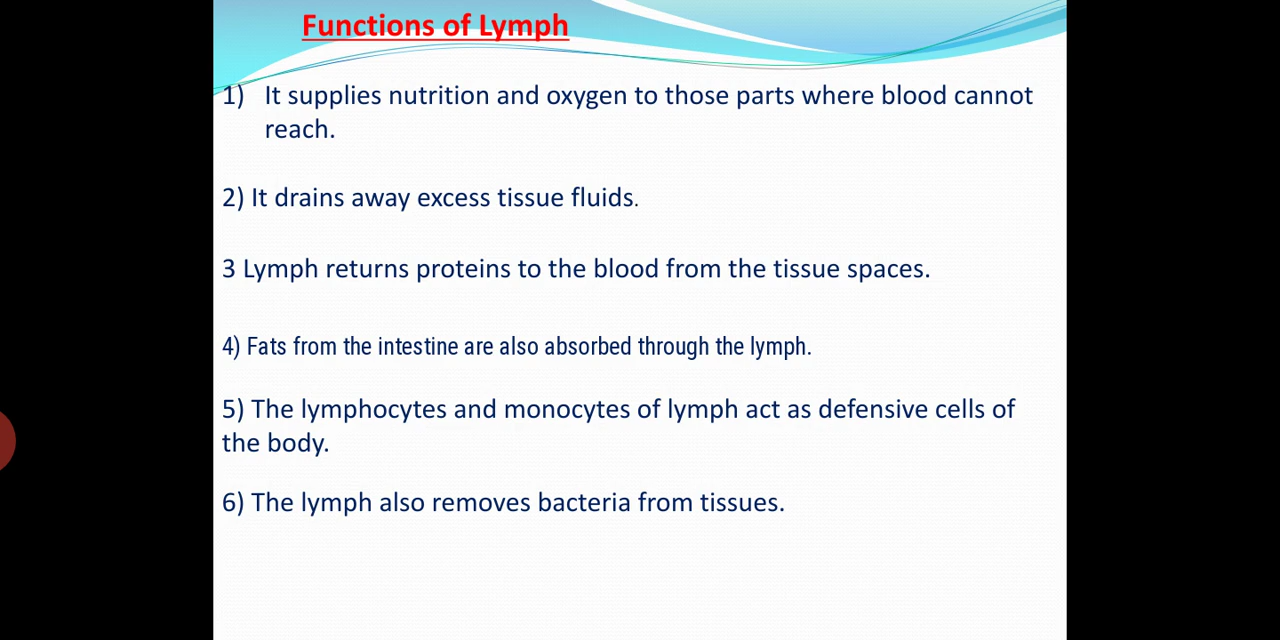 Functions of Lymph
1) It supplies nutrition and oxygen to those parts where blood cannot
reach.
2) It drains away excess tissue fluids.
3 Lymph returns proteins to the blood from the tissue spaces.
4) Fats from the intestine are also absorbed through the lymph.
5) The lymphocytes and monocytes of lymph act as defensive cells of
the body.
6) The lymph also removes bacteria from tissues.